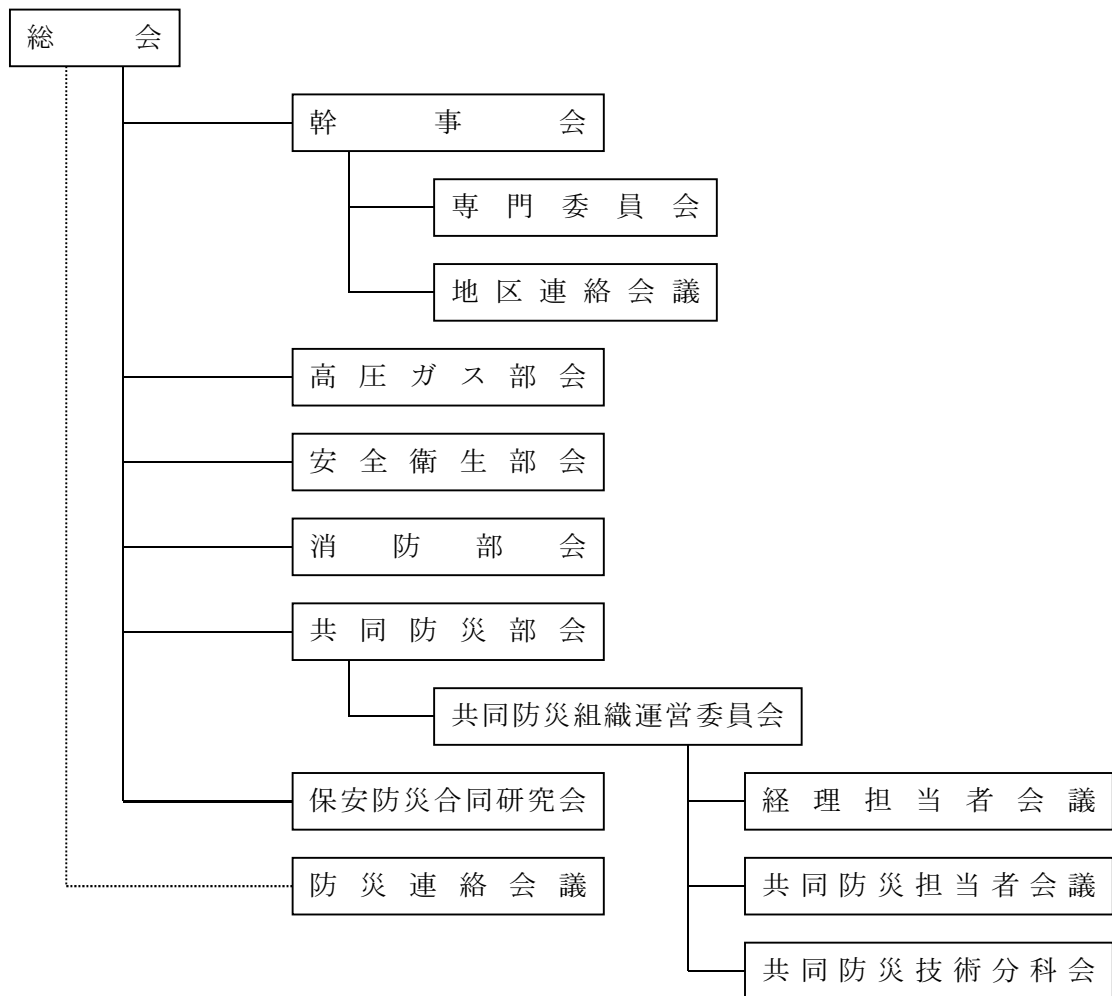 総会
幹事会
専門委員会
地区連絡会議
高圧ガス部会
安全衛生部会
消防部会
共同防災部会
共同防災組織運営委員会
保安防災合同研究会
経理担当者会議
防災連絡会議
共同防災担当者会議
共同防災技術分科会